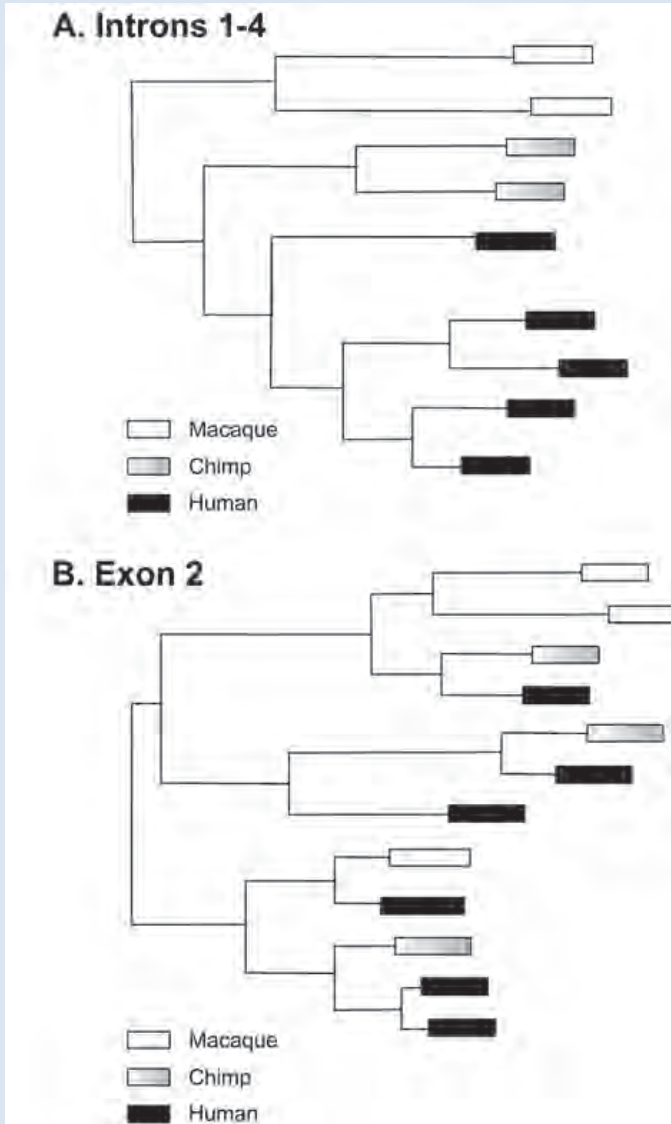 A. Introns 1-4
Macaque
Chimp
Human
B. Exon 2
Macaque
Chimp
Human